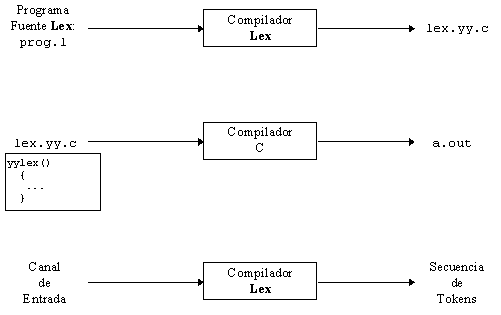 Programa
Fuente Lex:
prog.l
Compilador
Lex
lex.yy.c
lex.yy.c
Compilador
C
a.out
yylex()
{
...
}
Canal
de
Entrada
Compilador
Lex
Secuencia
de
Tokens